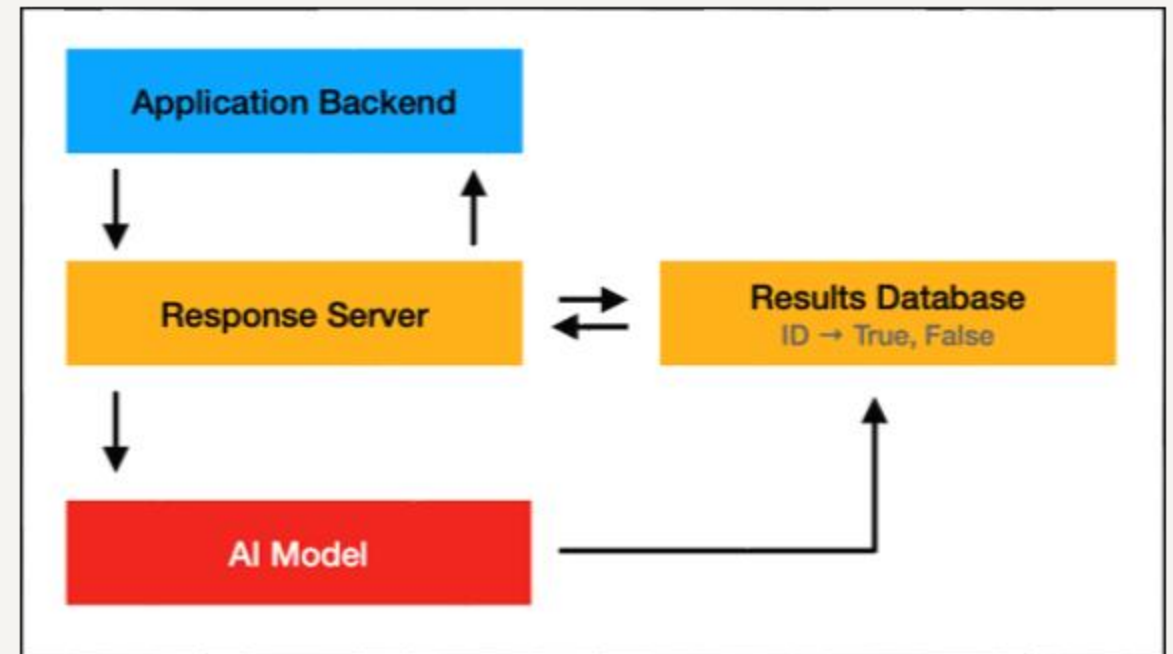 Application Backend
Response Server
Results Database
ID → True, False
AI Model